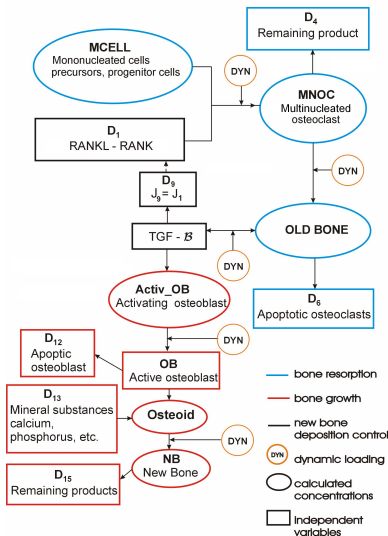 D4
Remaining product
MCELL
Mononucleated cells
precursors, progenitor cells
DYN
MNOC
Multinucleated
osteoclast
D1
RANKL - RANK
DYN
D9
J9 = J1
TGF - ℬ
OLD BONE
DYN
Activ_OB
Activating osteoblast
D6
Apoptotic osteoclasts
D12
Apoptic
osteoblast
DYN
OB
Active osteoblast
D13
Mineral substances
calcium,
phosphorus, etc.
Osteoid
DYN
NB
New Bone
D15
Remaining products
bone resorption
bone growth
new bone
deposition control
DYN
dynamic loading
calculated
concentrations
independent
variables